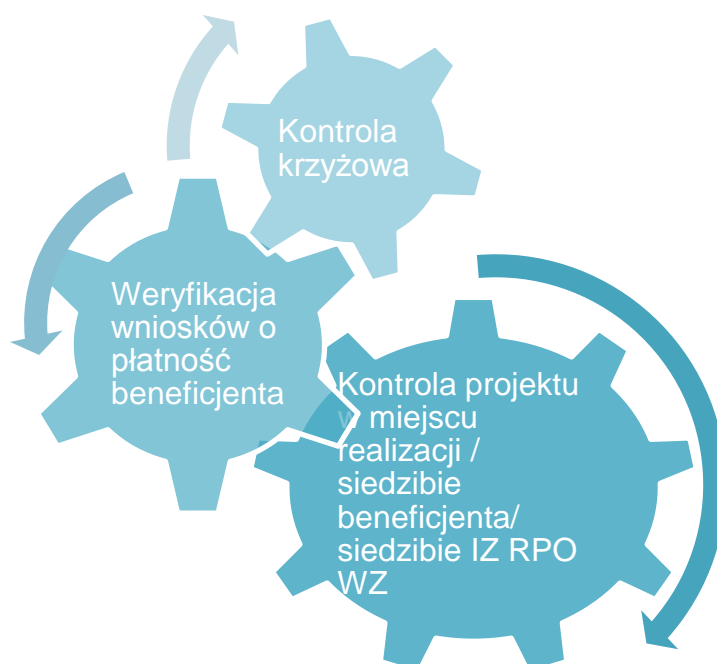 Kontrola
krzyżowa
Weryfikacja
wniosków o
płatność
beneficjenta
Kontrola projektu
w miejscu
realizacji /
siedzibie
beneficjenta/
siedzibie IZ RPO
WZ